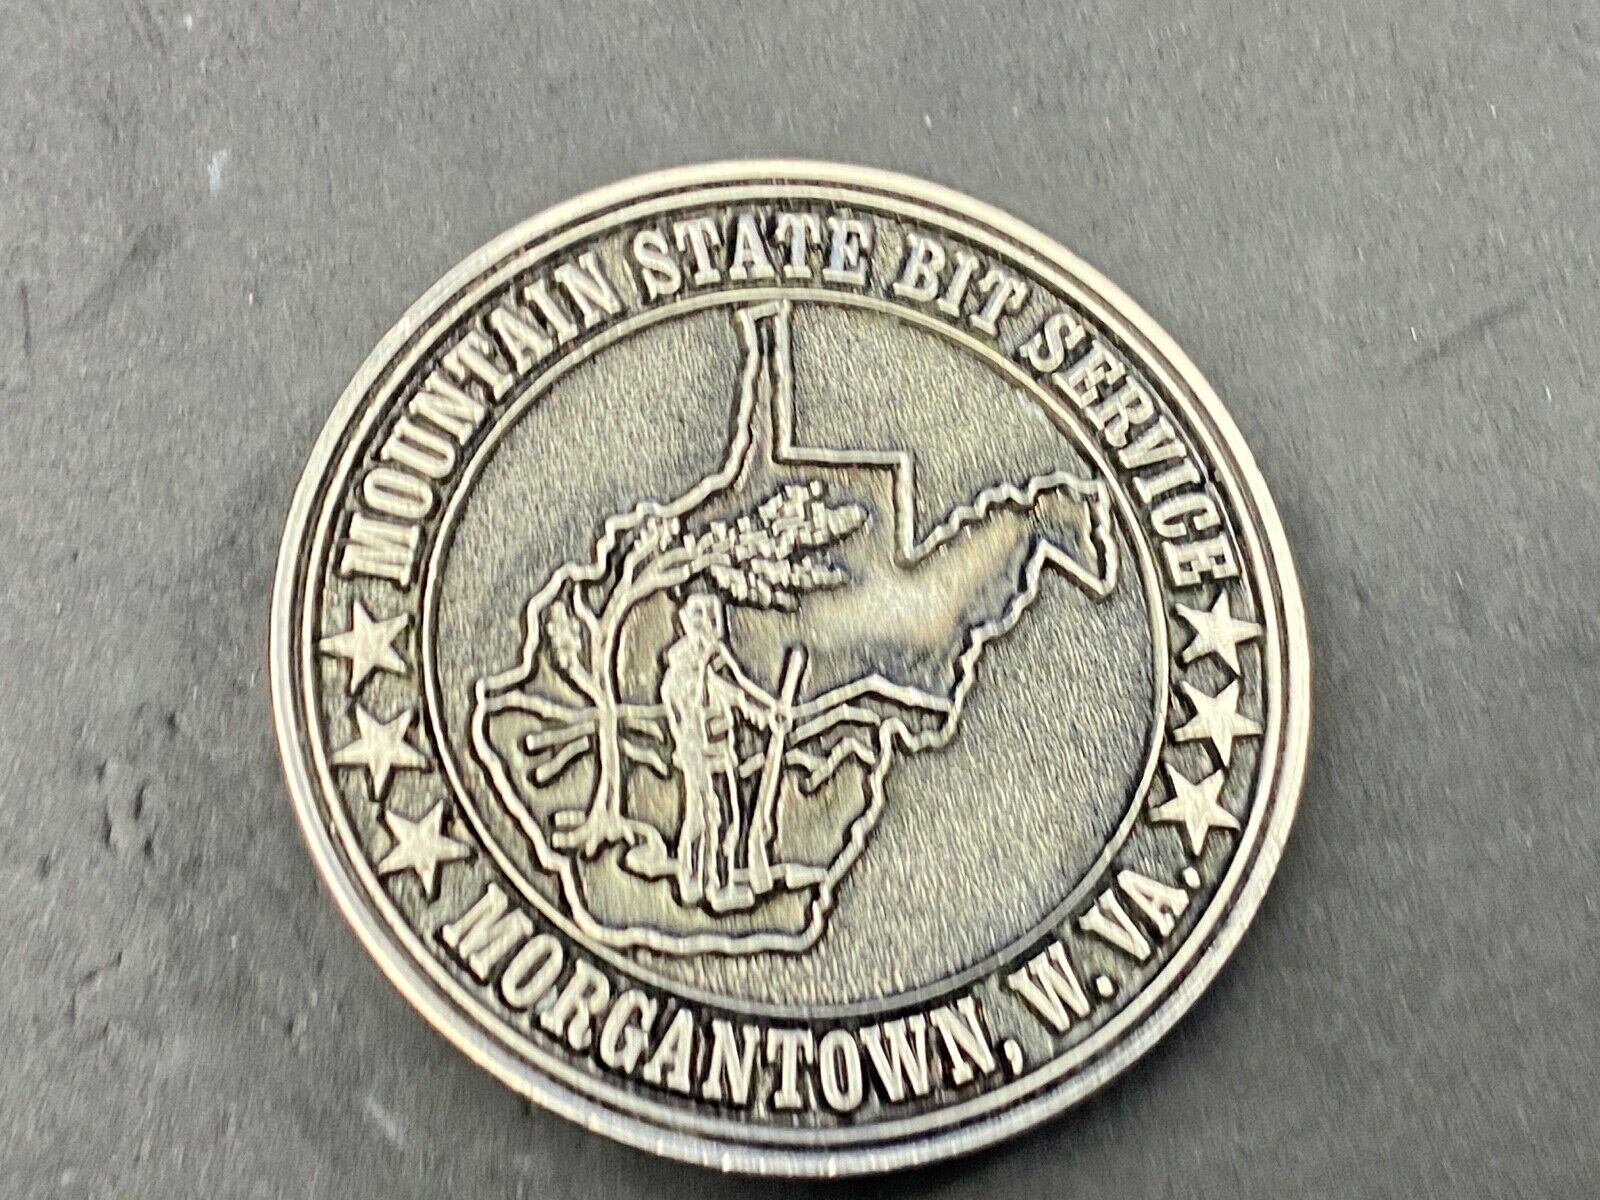 MOUNTAIN STATE BIT SERVICE
MORGANTOWN, W.VA.